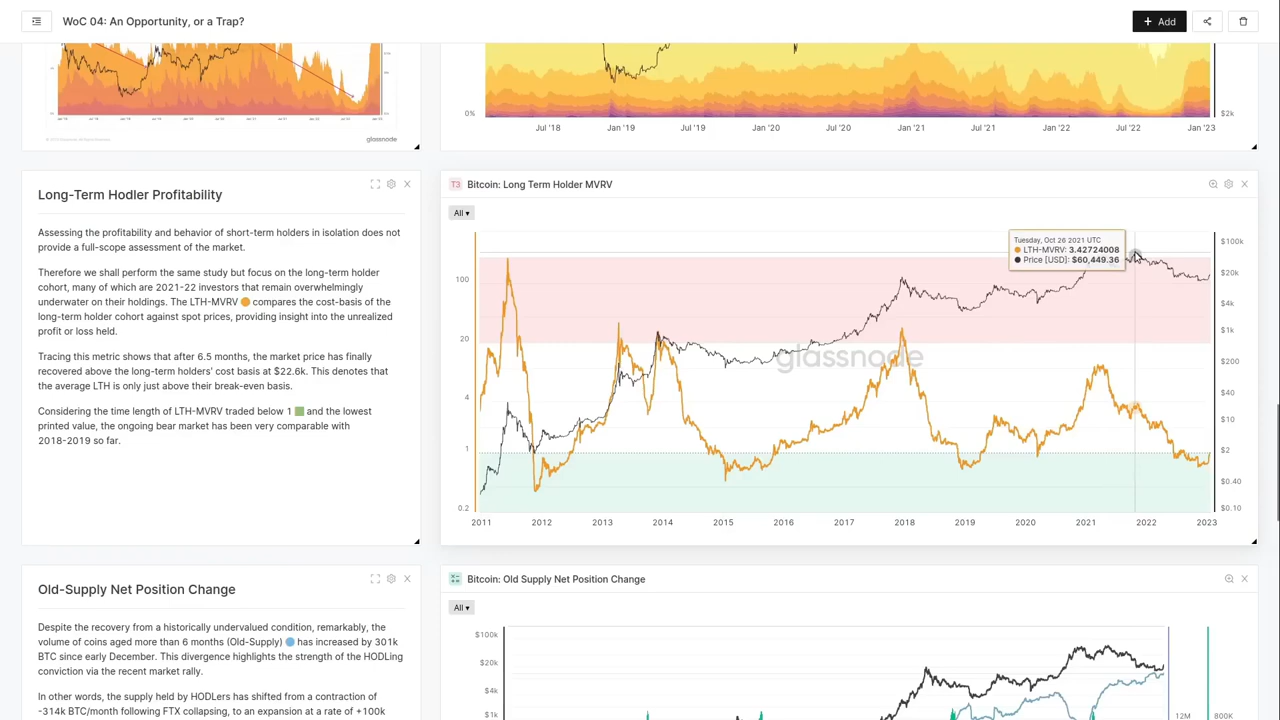 WoC 04: An Opportunity, or a Trap?
+ Add
Jul '18
Jan '19
Jul '19
Jan '20
Jul '20
Jan '21
Jul '21
Jan '22
Jul '22
Jan '23
0%
$2k
glassnode
Long-Term Hodler Profitability
Assessing the profitability and behavior of short-term holders in isolation does not
provide a full-scope assessment of the market.
Therefore we shall perform the same study but focus on the long-term holder
cohort, many of which are 2021-22 investors that remain overwhelmingly
underwater on their holdings. The LTH-MVRV 🟠 compares the cost-basis of the
long-term holder cohort against spot prices, providing insight into the unrealized
profit or loss held.
Tracing this metric shows that after 6.5 months, the market price has finally
recovered above the long-term holders' cost basis at $22.6k. This denotes that
the average LTH is only just above their break-even basis.
Considering the time length of LTH-MVRV traded below 1 🟩 and the lowest
printed value, the ongoing bear market has been very comparable with
2018-2019 so far.
T3 Bitcoin: Long Term Holder MVRV
All ▾
Tuesday, Oct 26 2021 UTC
LTH-MVRV: 3.42724008
Price [USD]: $60,449.36
100
20
4
1
0.2
$100k
$20k
$4k
$1k
$200
$40
$10
$2
$0.40
$0.10
glassnode
2011
2012
2013
2014
2015
2016
2017
2018
2019
2020
2021
2022
2023
Old-Supply Net Position Change
Despite the recovery from a historically undervalued condition, remarkably, the
volume of coins aged more than 6 months (Old-Supply) 🔵 has increased by 301k
BTC since early December. This divergence highlights the strength of the HODLing
conviction via the recent market rally.
In other words, the supply held by HODLers has shifted from a contraction of
-314k BTC/month following FTX collapsing, to an expansion at a rate of +100k
Bitcoin: Old Supply Net Position Change
All ▾
$100k
$20k
$4k
$1k
12M
800K